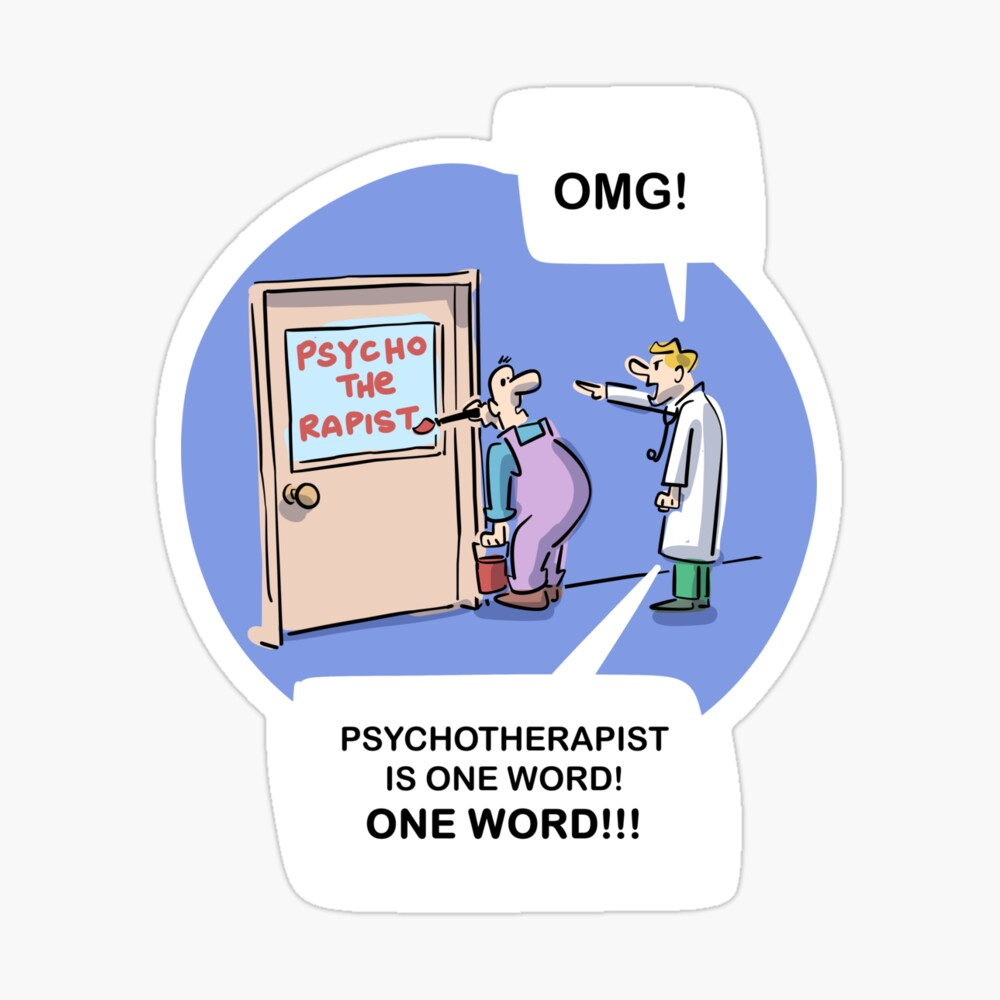 OMG!
PSYCHO
THe
RAPIST
PSYCHOTHERAPIST
IS ONE WORD!
ONE WORD!!!